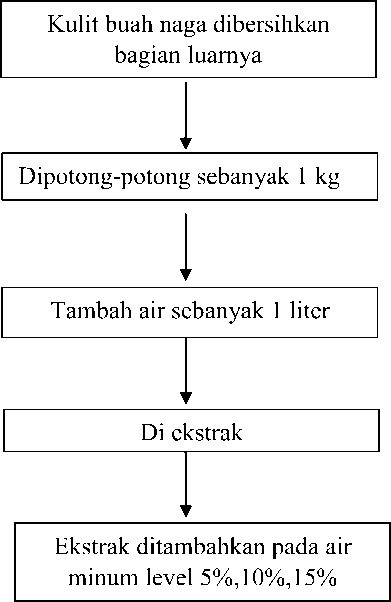 Kulit buah naga dibersihkan
bagian luarnya
Dipotong-potong sebanyak 1 kg
Tambah air sebanyak 1 liter
Di ekstrak
Ekstrak ditambahkan pada air
minum level 5%,10%,15%